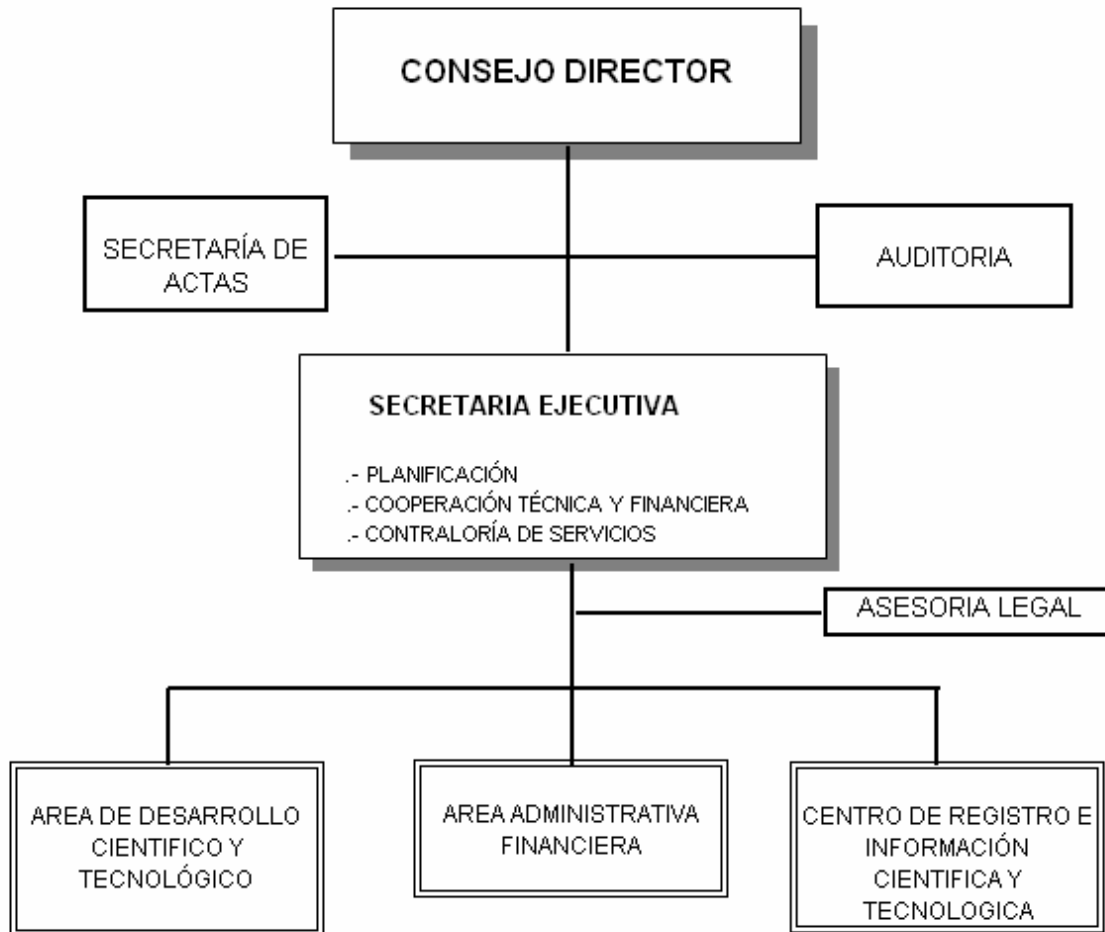 CONSEJO DIRECTOR
SECRETARÍA DE
ACTAS
AUDITORIA
SECRETARIA EJECUTIVA
.- PLANIFICACIÓN
.- COOPERACIÓN TÉCNICA Y FINANCIERA
.- CONTRALORÍA DE SERVICIOS
ASESORIA LEGAL
AREA DE DESARROLLO
CIENTIFICO Y
TECNOLÓGICO
AREA ADMINISTRATIVA
FINANCIERA
CENTRO DE REGISTRO E
INFORMACIÓN
CIENTIFICA Y
TECNOLOGICA